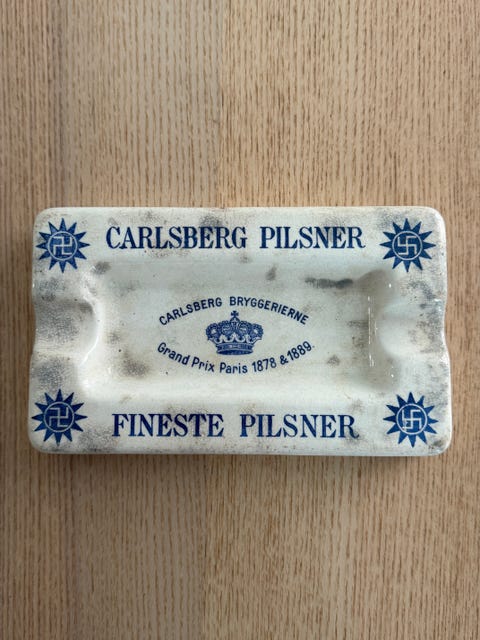 CARLSBERG PILSNER
CARLSBERG BRYGGERIERNE
Grand Prix Paris 1878 & 1889.
FINESTE PILSNER